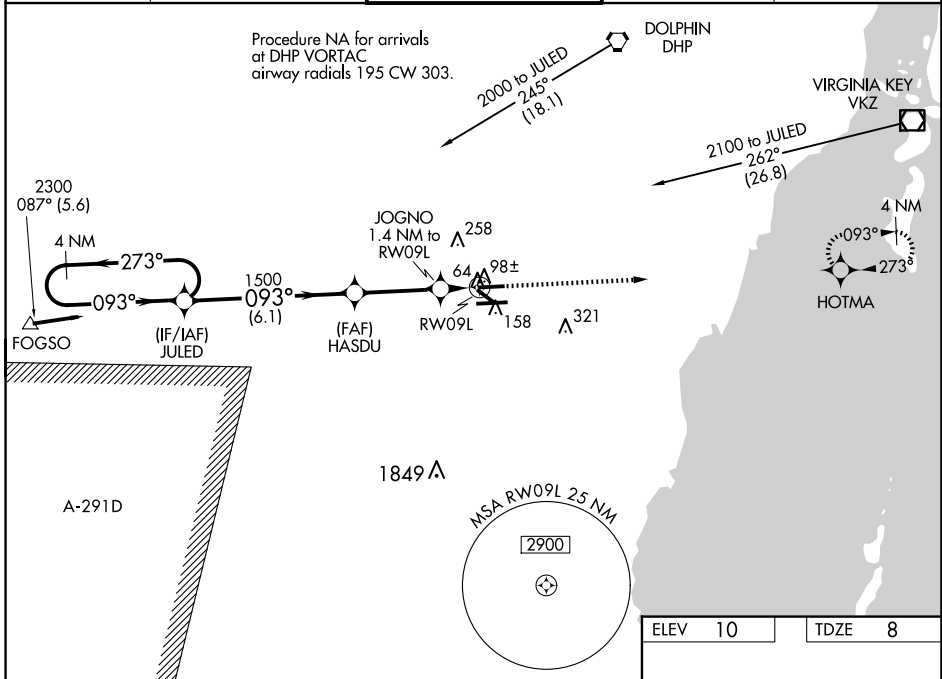 Procedure NA for arrivals
at DHP VORTAC
airway radials 195 CW 303.
DOLPHIN
DHP
2000 to JULED
245°
(18.1)
VIRGINIA KEY
VKZ
2100 to JULED
262°
(26.8)
2300
087° (5.6)
4 NM
273°
093°
FOGSO
(IF/IAF)
JULED
1500
093°
(6.1)
(FAF)
HASDU
JOGNO
1.4 NM to
RW09L
258
64
98±
RW09L
158
321
4 NM
093°
273°
HOTMA
A-291D
1849
MSA RW09L 25 NM
2900
ELEV 10
TDZE 8